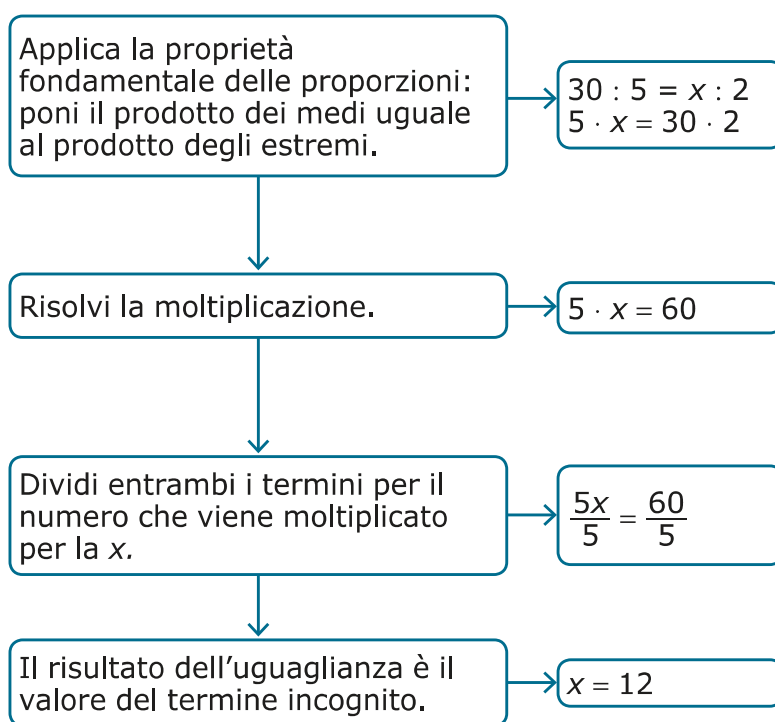 Applica la proprietà
fondamentale delle proporzioni:
poni il prodotto dei medi uguale
al prodotto degli estremi.
30 : 5 = x : 2
5 · x = 30 · 2
Risolvi la moltiplicazione.
5 · x = 60
Dividi entrambi i termini per il
numero che viene moltiplicato
per la x.
5x/5 = 60/5
Il risultato dell'uguaglianza è il
valore del termine incognito.
x = 12